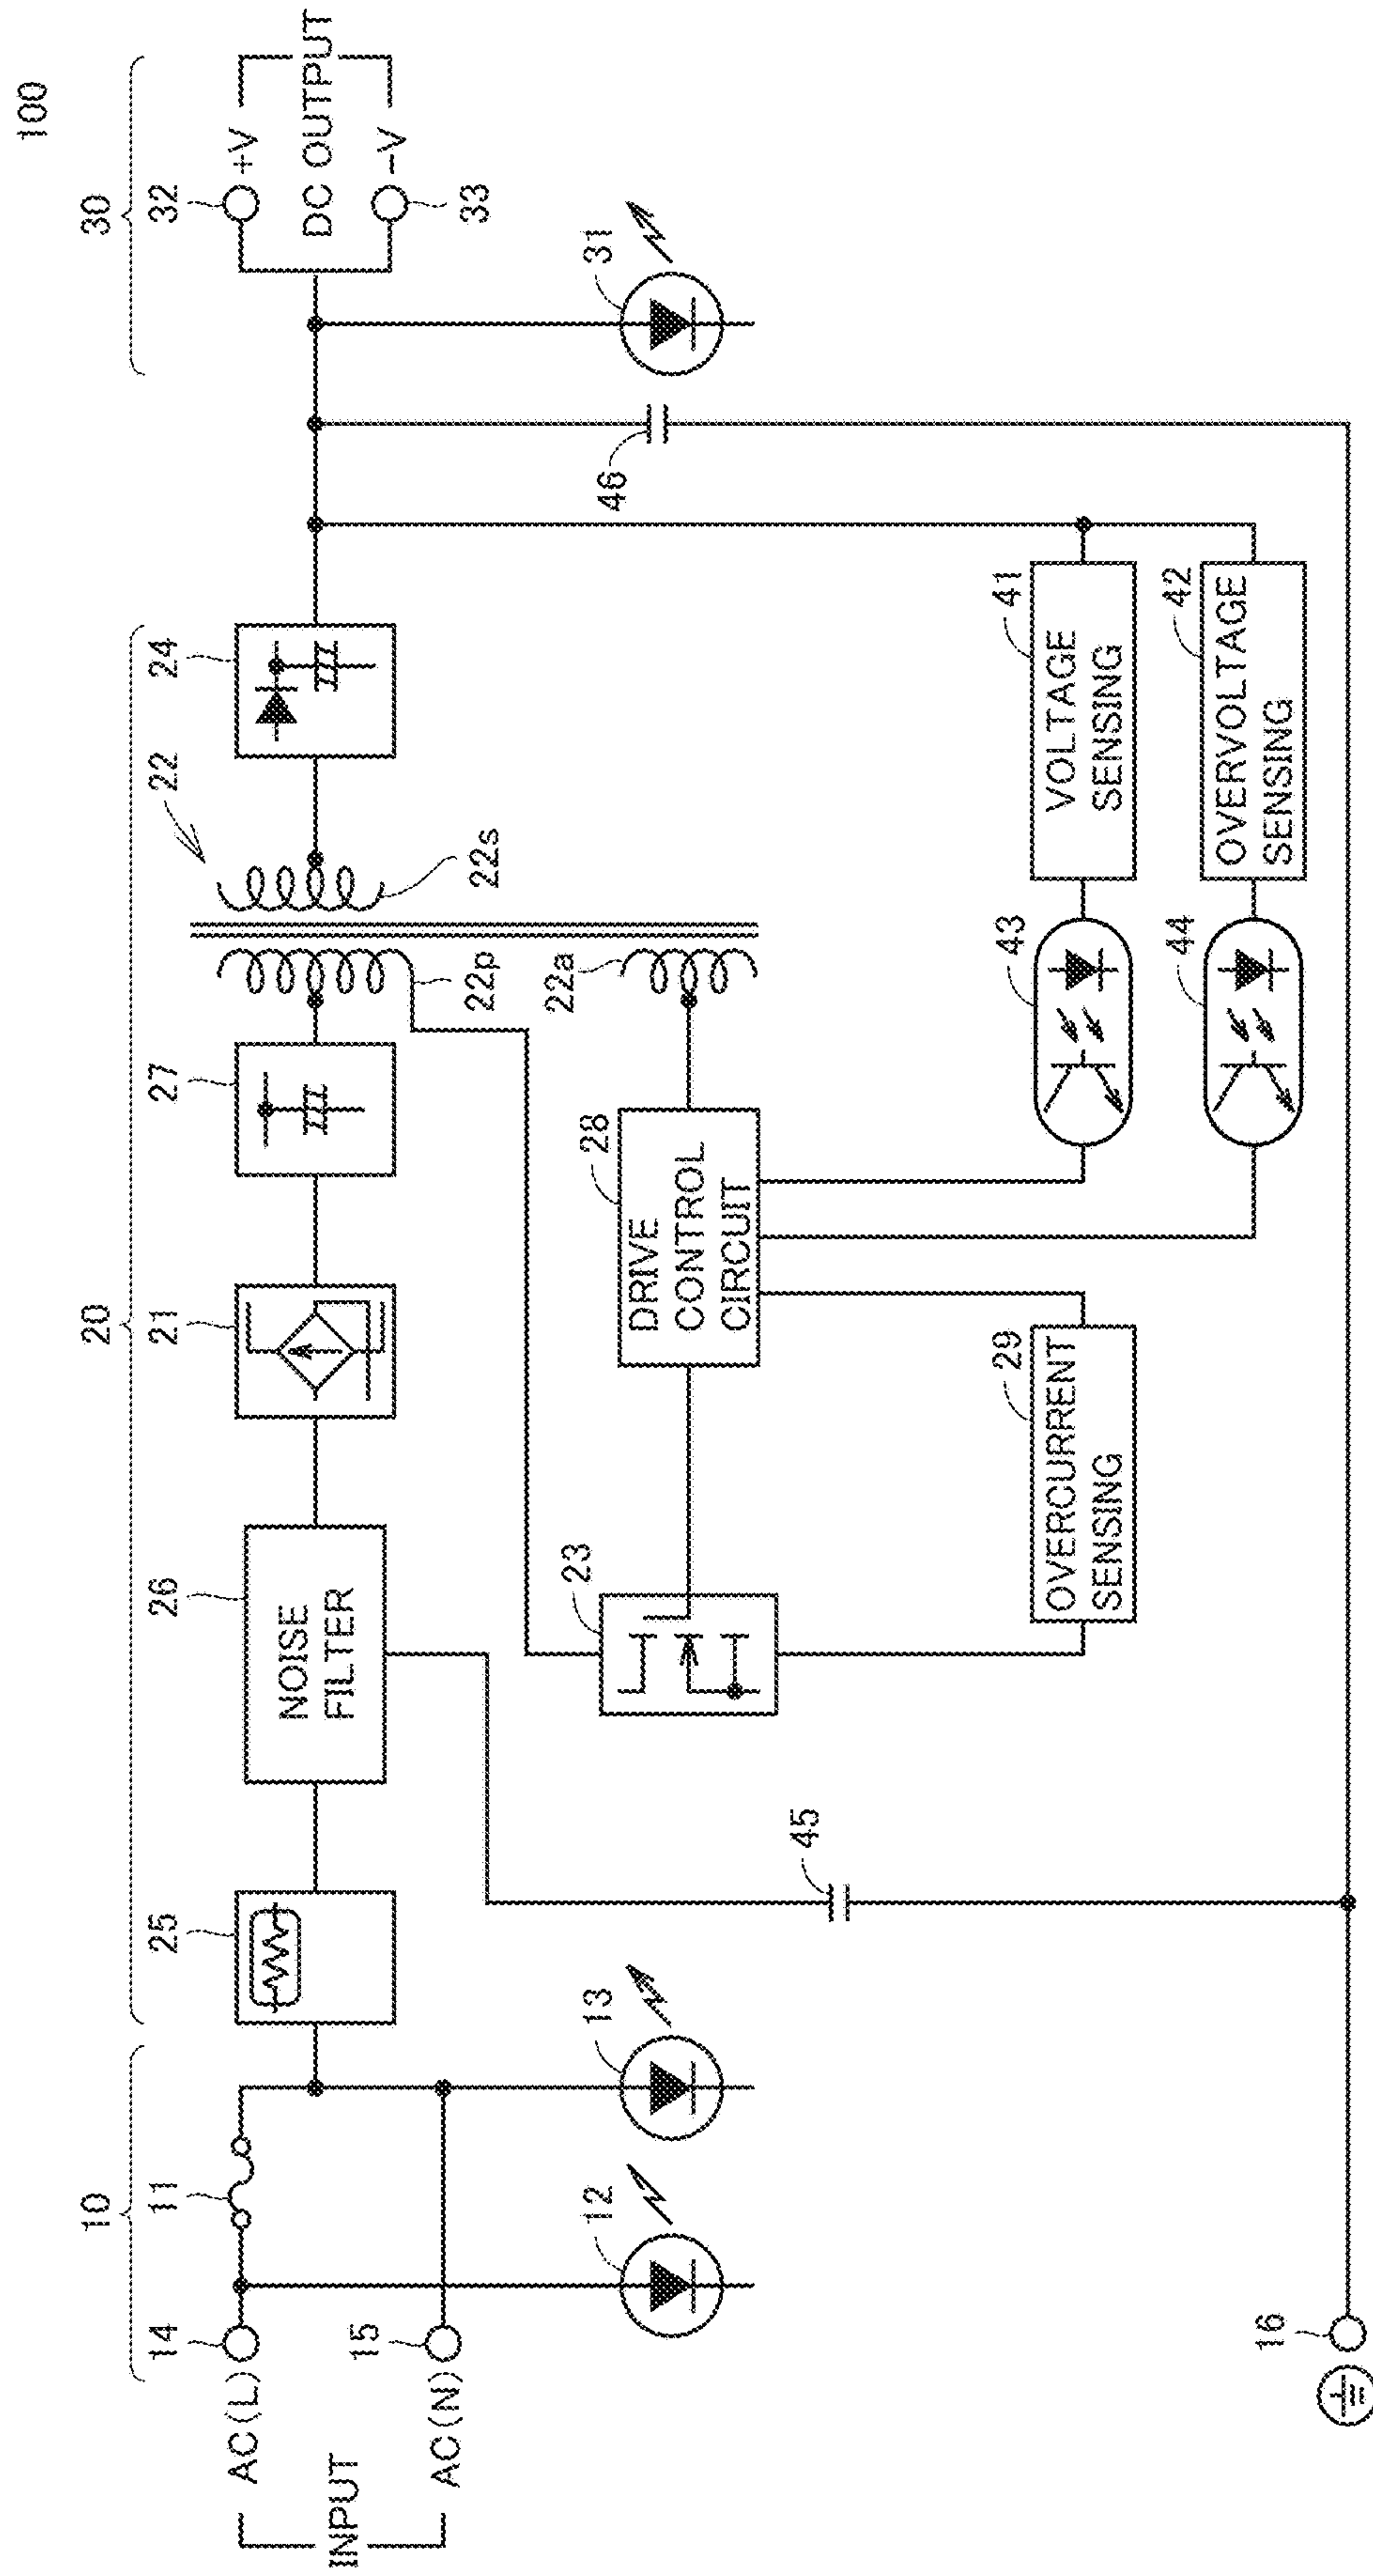 100
10
20
30
14
11
25
26
21
27
22
24
32
AC(L)
+V
INPUT
NOISE
FILTER
DC OUTPUT
15
AC(N)
-V
33
22p
22s
22a
12
13
23
28
DRIVE
CONTROL
CIRCUIT
46
31
45
29
OVERCURRENT
SENSING
43
41
VOLTAGE
SENSING
44
42
OVERVOLTAGE
SENSING
16